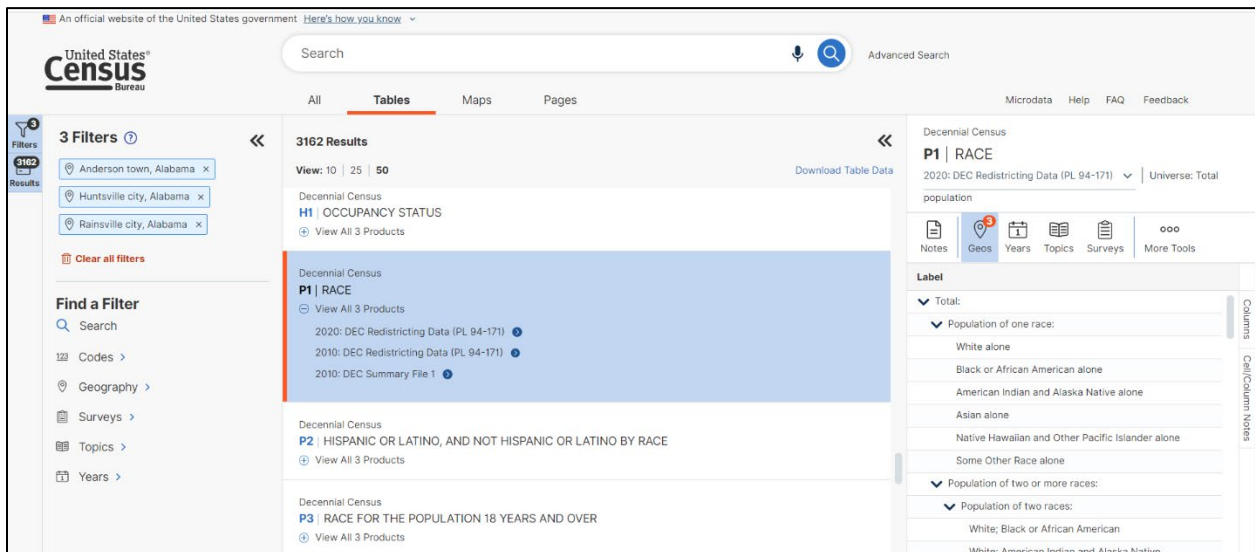 An official website of the United States government Here's how you know
United States®
Census
Bureau
Search
Advanced Search
All Tables Maps Pages
Microdata Help FAQ Feedback
3
Filters
3162
Results
3 Filters
Anderson town, Alabama ×
Huntsville city, Alabama ×
Rainsville city, Alabama ×
Clear all filters
Find a Filter
Search
123 Codes >
Geography >
Surveys >
Topics >
Years >
3162 Results
View: 10 | 25 | 50
Download Table Data
Decennial Census
H1 | OCCUPANCY STATUS
View All 3 Products
Decennial Census
P1 | RACE
View All 3 Products
2020: DEC Redistricting Data (PL 94-171)
2010: DEC Redistricting Data (PL 94-171)
2010: DEC Summary File 1
Decennial Census
P2 | HISPANIC OR LATINO, AND NOT HISPANIC OR LATINO BY RACE
View All 3 Products
Decennial Census
P3 | RACE FOR THE POPULATION 18 YEARS AND OVER
View All 3 Products
Decennial Census
P1 | RACE
2020: DEC Redistricting Data (PL 94-171) | Universe: Total
population
3
1
Notes Geos Years Topics Surveys More Tools
Label
Total:
Population of one race:
White alone
Black or African American alone
American Indian and Alaska Native alone
Asian alone
Native Hawaiian and Other Pacific Islander alone
Some Other Race alone
Population of two or more races:
Population of two races:
White; Black or African American
White; American Indian and Alaska Native
Columns
Cell/Column Notes